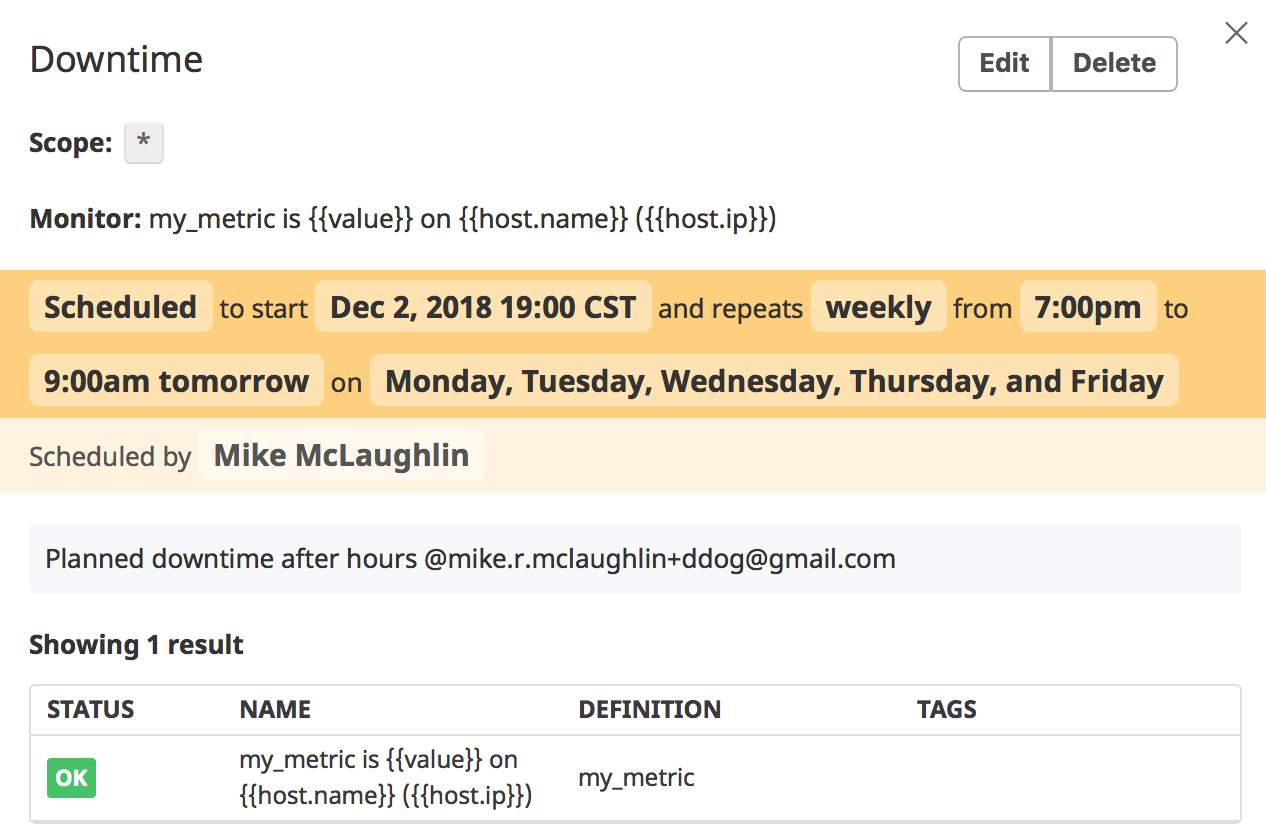 Downtime
Edit Delete
Scope: *
Monitor: my_metric is {{value}} on {{host.name}} ({{host.ip}})
Scheduled to start Dec 2, 2018 19:00 CST and repeats weekly from 7:00pm to
9:00am tomorrow on Monday, Tuesday, Wednesday, Thursday, and Friday
Scheduled by Mike McLaughlin
Planned downtime after hours @mike.r.mclaughlin+ddog@gmail.com
Showing 1 result
STATUS NAME DEFINITION TAGS
OK my_metric is {{value}} on {{host.name}} ({{host.ip}}) my_metric